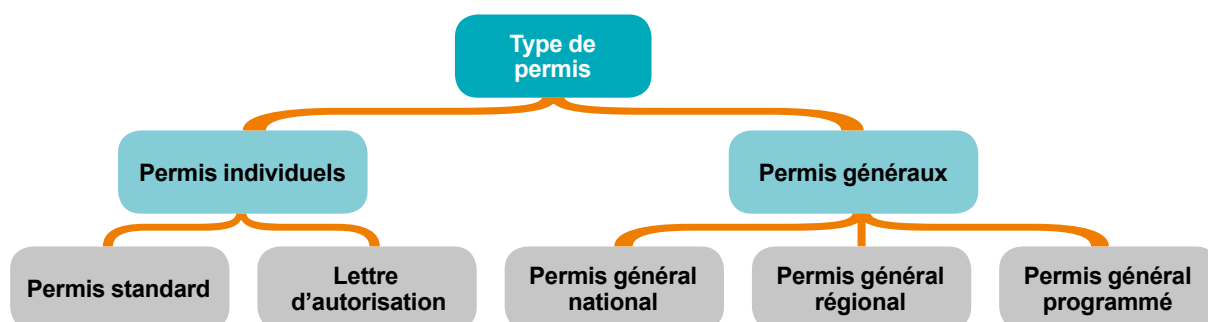 Type de
permis
Permis individuels
Permis généraux
Permis standard
Lettre
d’autorisation
Permis général
national
Permis général
régional
Permis général
programmé